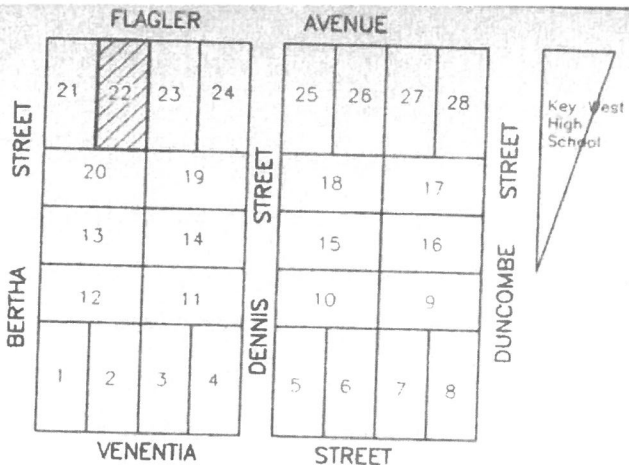 FLAGLER AVENUE
21 22 23 24 25 26 27 28
Key West
High
School
STREET
STREET
STREET
20 19 18 17
13 14 15 16
12 11 10 9
BERTHA
DENNIS
DUNCOMBE
1 2 3 4 5 6 7 8
VENENTIA STREET